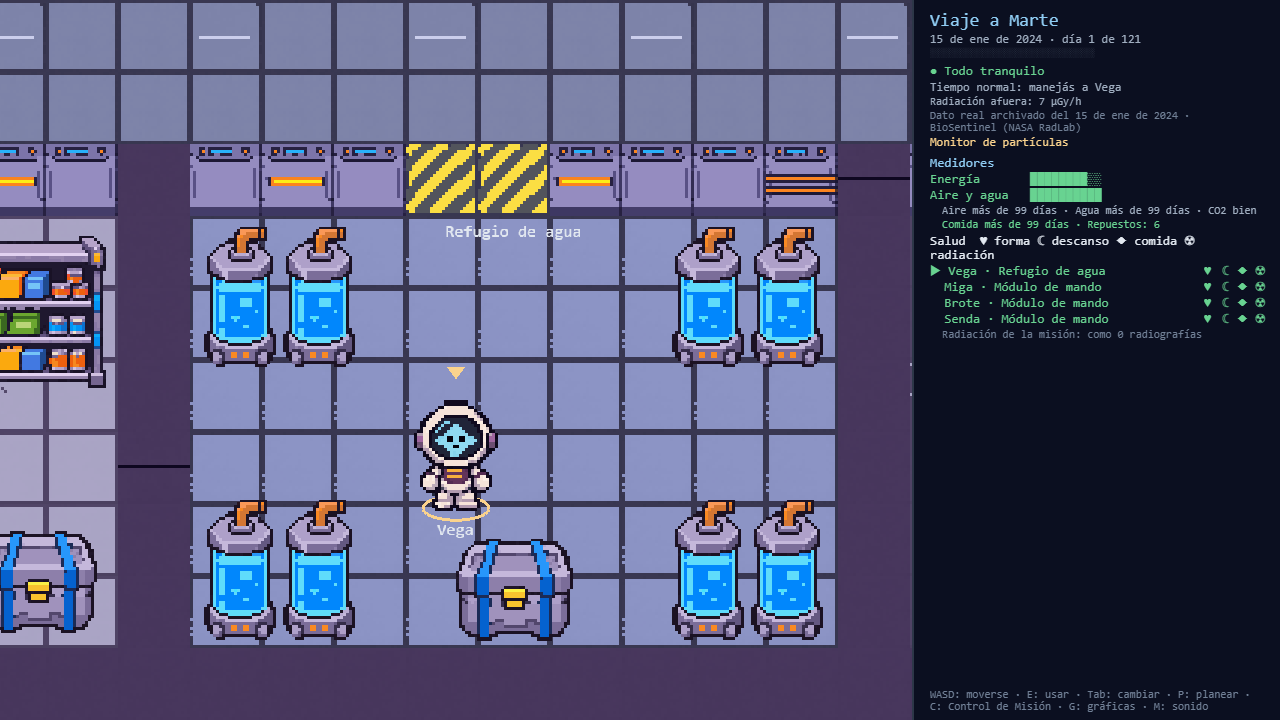 Viaje a Marte
15 de ene de 2024 · día 1 de 121
● Todo tranquilo
Tiempo normal: manejás a Vega
Radiación afuera: 7 µGy/h
Dato real archivado del 15 de ene de 2024 ·
BioSentinel (NASA RadLab)
Monitor de partículas
Medidores
Energía
Aire y agua
Aire más de 99 días · Agua más de 99 días · CO2 bien
Comida más de 99 días · Repuestos: 6
Salud ♥ forma ☾ descanso ◆ comida ☢
radiación
▶ Vega · Refugio de agua ♥ ☾ ◆ ☢
Miga · Módulo de mando ♥ ☾ ◆ ☢
Brote · Módulo de mando ♥ ☾ ◆ ☢
Senda · Módulo de mando ♥ ☾ ◆ ☢
Radiación de la misión: como 0 radiografías
Refugio de agua
Vega
WASD: moverse · E: usar · Tab: cambiar · P: planear ·
C: Control de Misión · G: gráficas · M: sonido